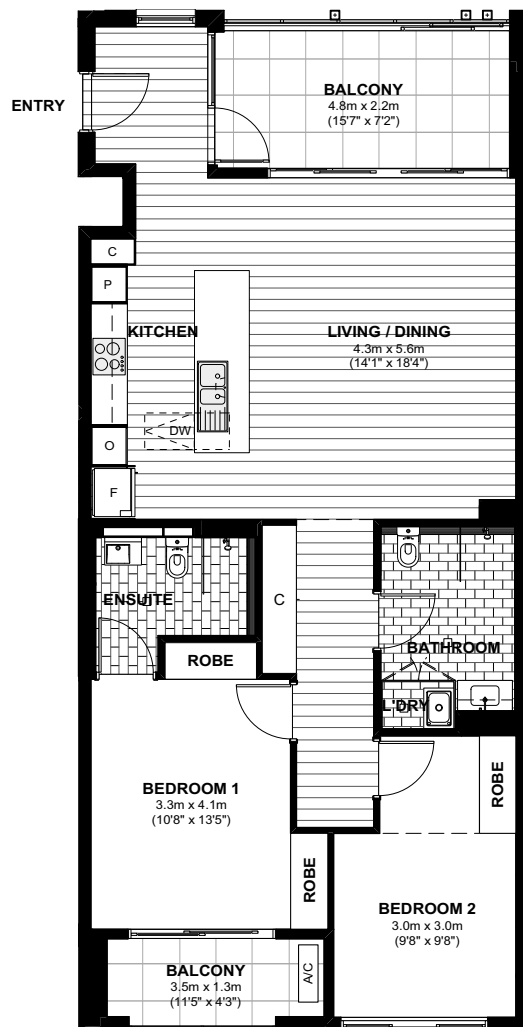 ENTRY
BALCONY
4.8m x 2.2m
(15'7" x 7'2")
C
P
KITCHEN
LIVING / DINING
4.3m x 5.6m
(14'1" x 18'4")
DW
O
F
ENSUITE
C
BATHROOM
ROBE
L'DRY
ROBE
BEDROOM 1
3.3m x 4.1m
(10'8" x 13'5")
ROBE
BEDROOM 2
3.0m x 3.0m
(9'8" x 9'8")
BALCONY
3.5m x 1.3m
(11'5" x 4'3")
A/C